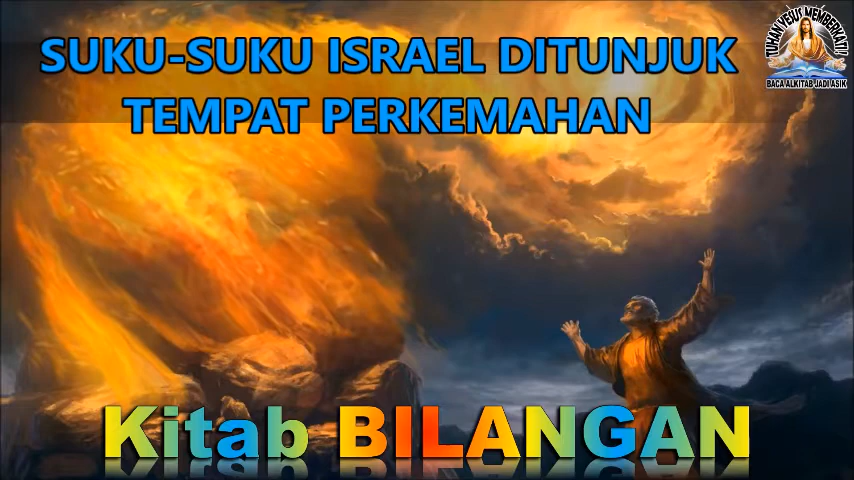 SUKU-SUKU ISRAEL DITUNJUK
TEMPAT PERKEMAHAN
TUHAN YESUS MEMBERKATI
BACA ALKITAB JADI ASIK
Kitab BILANGAN